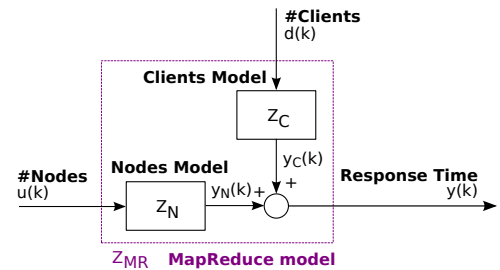 #Clients
d(k)
Clients Model
Z_C
y_C(k)
Nodes Model
#Nodes
u(k)
Z_N
y_N(k)
+
+
Response Time
y(k)
Z_MR MapReduce model